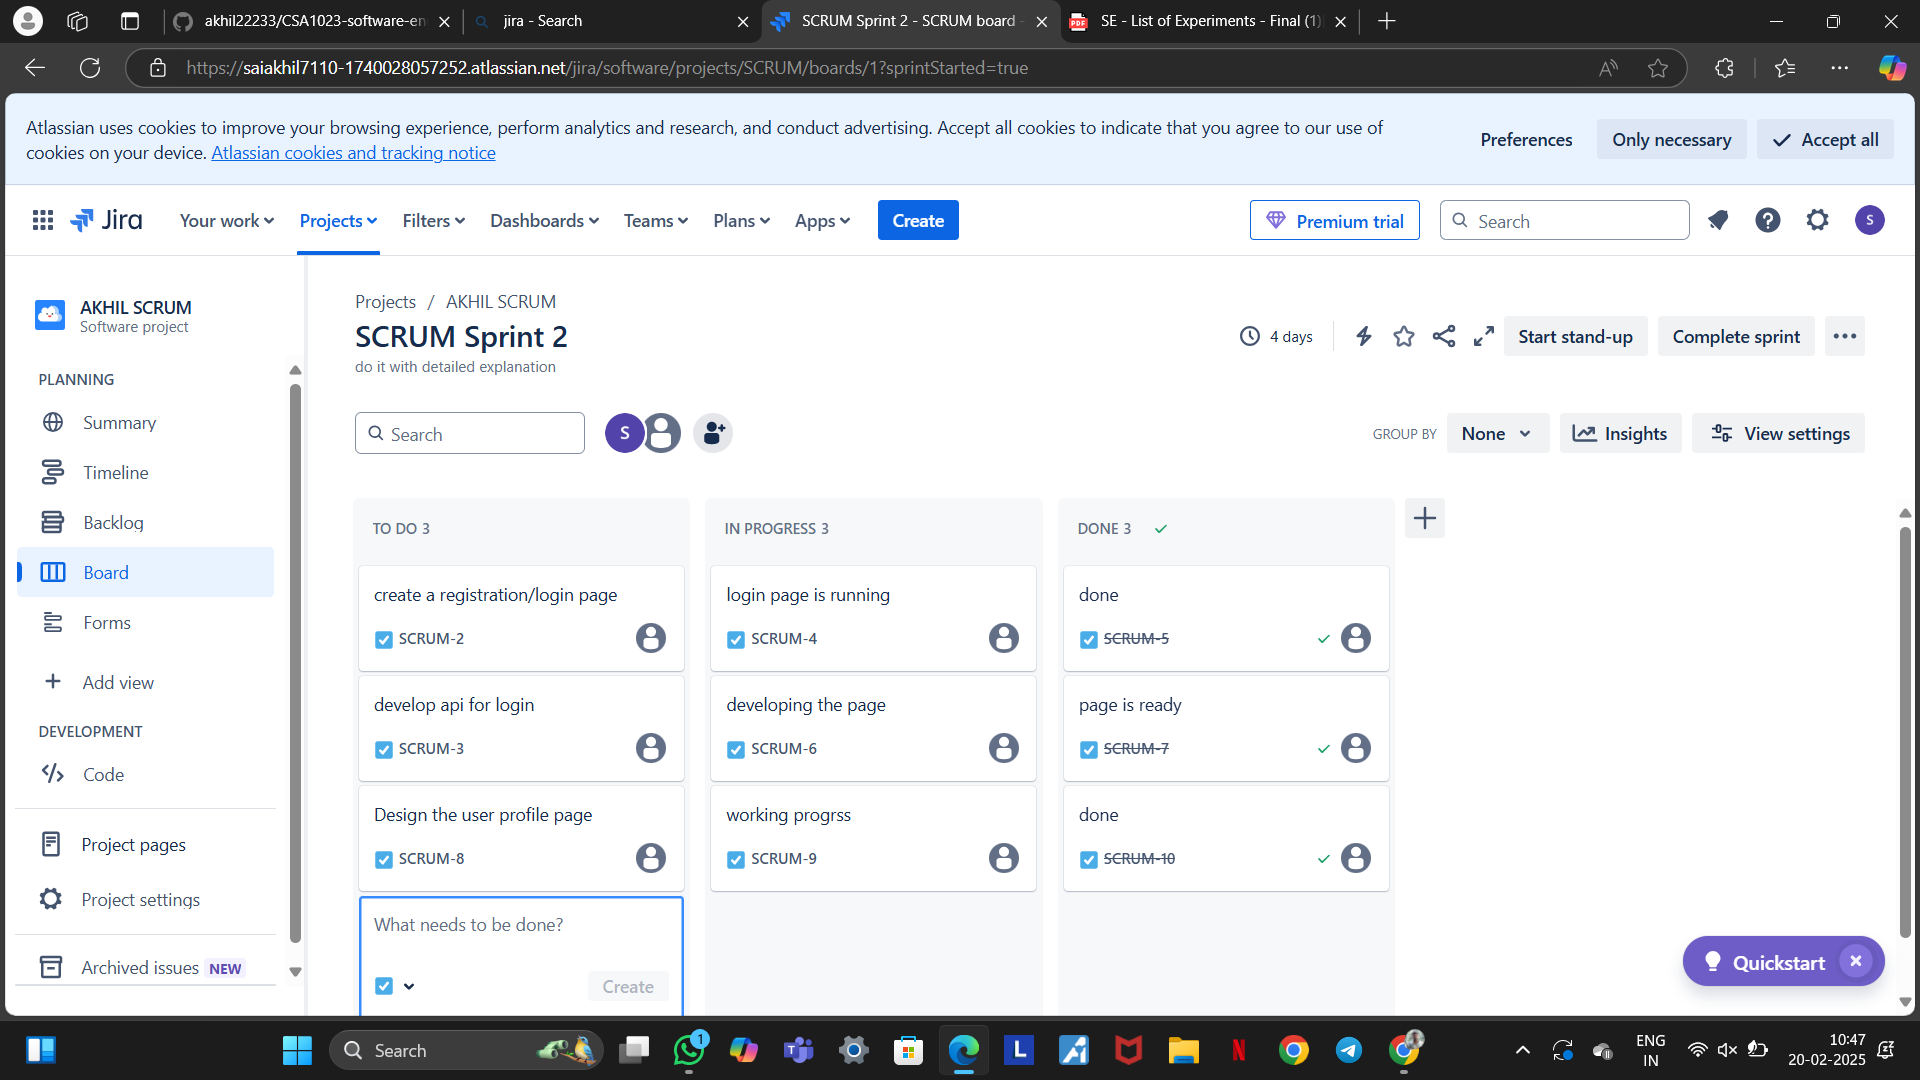 akhil22233/CSA1023-software-en
jira - Search
SCRUM Sprint 2 - SCRUM board -
SE - List of Experiments - Final (1)
https://saiakhil7110-1740028057252.atlassian.net/jira/software/projects/SCRUM/boards/1?sprintStarted=true
Atlassian uses cookies to improve your browsing experience, perform analytics and research, and conduct advertising. Accept all cookies to indicate that you agree to our use of
cookies on your device. Atlassian cookies and tracking notice
Preferences
Only necessary
Accept all
Jira
Your work
Projects
Filters
Dashboards
Teams
Plans
Apps
Create
Premium trial
Search
S
AKHIL SCRUM
Software project
PLANNING
Summary
Timeline
Backlog
Board
Forms
Add view
DEVELOPMENT
Code
Project pages
Project settings
Archived issues NEW
Projects / AKHIL SCRUM
SCRUM Sprint 2
do it with detailed explanation
4 days
Start stand-up
Complete sprint
Search
S
GROUP BY
None
Insights
View settings
TO DO 3
create a registration/login page
SCRUM-2
develop api for login
SCRUM-3
Design the user profile page
SCRUM-8
What needs to be done?
Create
IN PROGRESS 3
login page is running
SCRUM-4
developing the page
SCRUM-6
working progrss
SCRUM-9
DONE 3
done
SCRUM-5
page is ready
SCRUM-7
done
SCRUM-10
Quickstart
Search
1
ENG
IN
10:47
20-02-2025